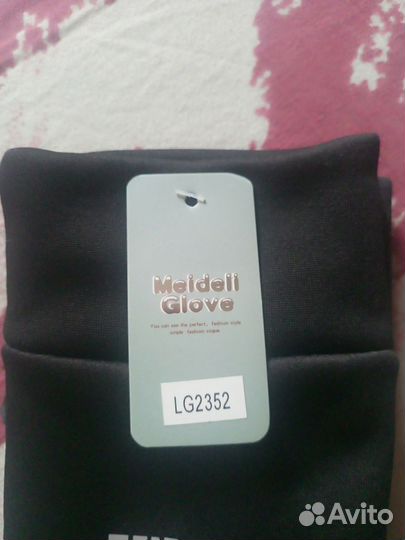 Meideli
Glove
You can see the perfect, fashion style
simple fashion vogue
LG2352
Avito